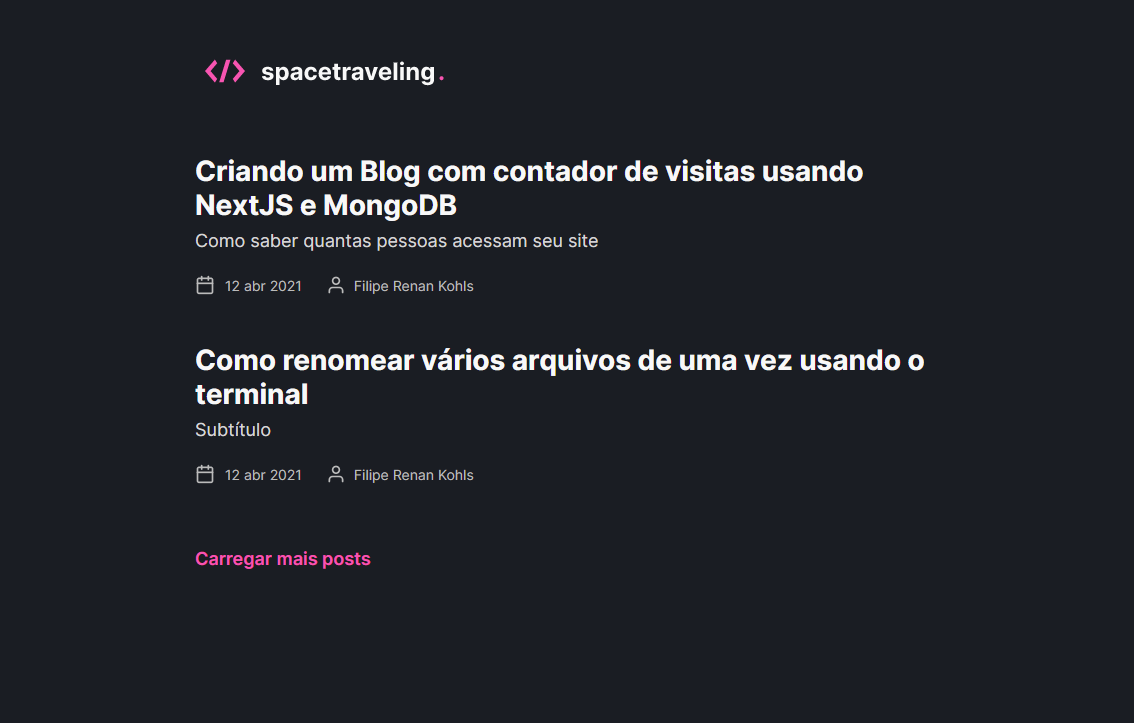 </> spacetraveling.
Criando um Blog com contador de visitas usando
NextJS e MongoDB
Como saber quantas pessoas acessam seu site
12 abr 2021 Filipe Renan Kohls
Como renomear vários arquivos de uma vez usando o
terminal
Subtítulo
12 abr 2021 Filipe Renan Kohls
Carregar mais posts